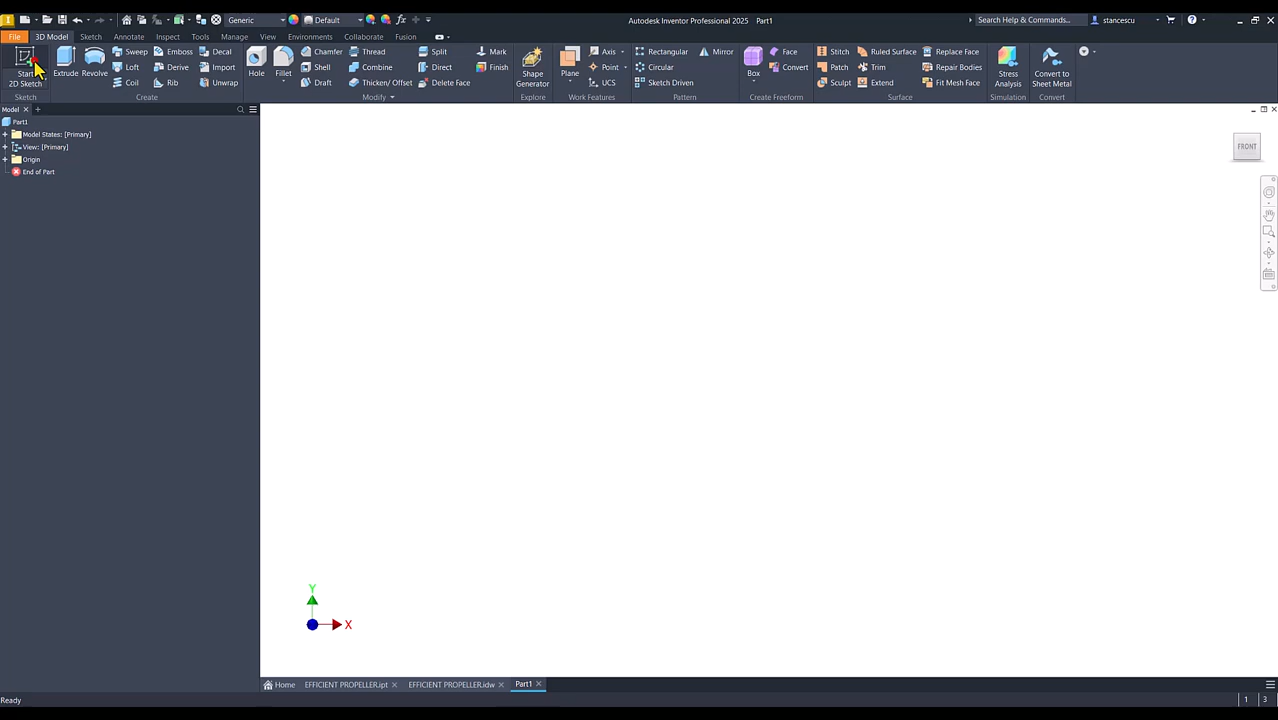 Generic Default Autodesk Inventor Professional 2025 Part1 Search Help & Commands... stancescu
File 3D Model Sketch Annotate Inspect Tools Manage View Environments Collaborate Fusion
Start 2D Sketch
Extrude Revolve
Sweep Emboss Decal
Loft Derive Import
Coil Rib Unwrap
Hole Fillet
Chamfer Thread Split Direct Delete Face
Shell Combine
Draft Thicken/ Offset
Mark
Finish
Shape Generator
Plane
Axis
Point
UCS
Rectangular Mirror
Circular
Sketch Driven
Box
Face
Convert
Stitch Ruled Surface Replace Face
Patch Trim Repair Bodies
Sculpt Extend Fit Mesh Face
Stress Analysis
Convert to Sheet Metal
Sketch Create Modify Explore Work Features Pattern Create Freeform Surface Simulation Convert
Model
Part1
Model States: [Primary]
View: [Primary]
Origin
End of Part
FRONT
Y
X
Home EFFICIENT PROPELLER.ipt EFFICIENT PROPELLER.idw Part1
Ready 1 3